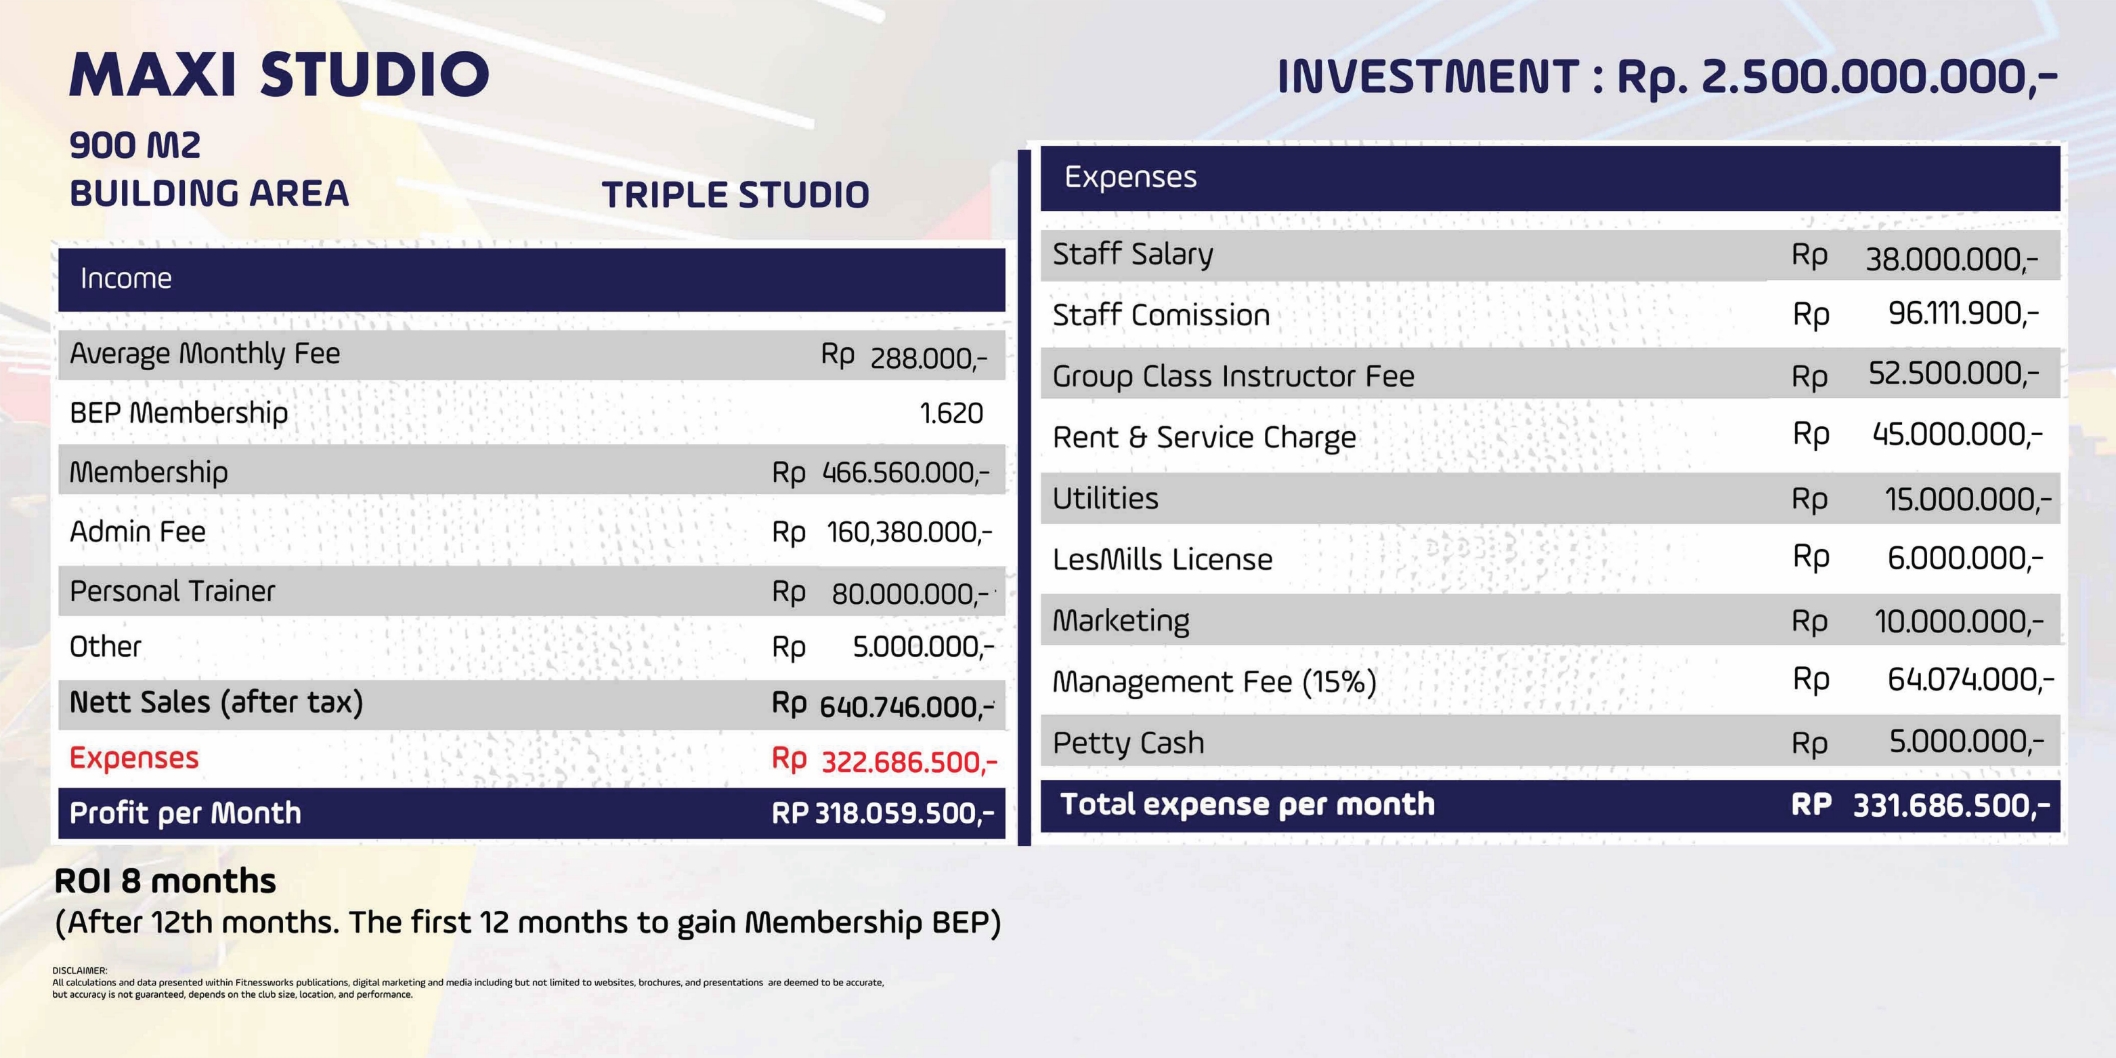 MAXI STUDIO
INVESTMENT : Rp. 2.500.000.000,-
900 M2
BUILDING AREA
TRIPLE STUDIO
Income
Average Monthly Fee Rp 288.000,-
BEP Membership 1.620
Membership Rp 466.560.000,-
Admin Fee Rp 160,380.000,-
Personal Trainer Rp 80.000.000,-
Other Rp 5.000.000,-
Nett Sales (after tax) Rp 640.746.000,-
Expenses Rp 322.686.500,-
Profit per Month RP 318.059.500,-
Expenses
Staff Salary Rp 38.000.000,-
Staff Comission Rp 96.111.900,-
Group Class Instructor Fee Rp 52.500.000,-
Rent & Service Charge Rp 45.000.000,-
Utilities Rp 15.000.000,-
LesMills License Rp 6.000.000,-
Marketing Rp 10.000.000,-
Management Fee (15%) Rp 64.074.000,-
Petty Cash Rp 5.000.000,-
Total expense per month RP 331.686.500,-
ROI 8 months
(After 12th months. The first 12 months to gain Membership BEP)
DISCLAIMER:
All calculations and data presented within Fitnessworks publications, digital marketing and media including but not limited to websites, brochures, and presentations are deemed to be accurate,
but accuracy is not guaranteed, depends on the club size, location, and performance.